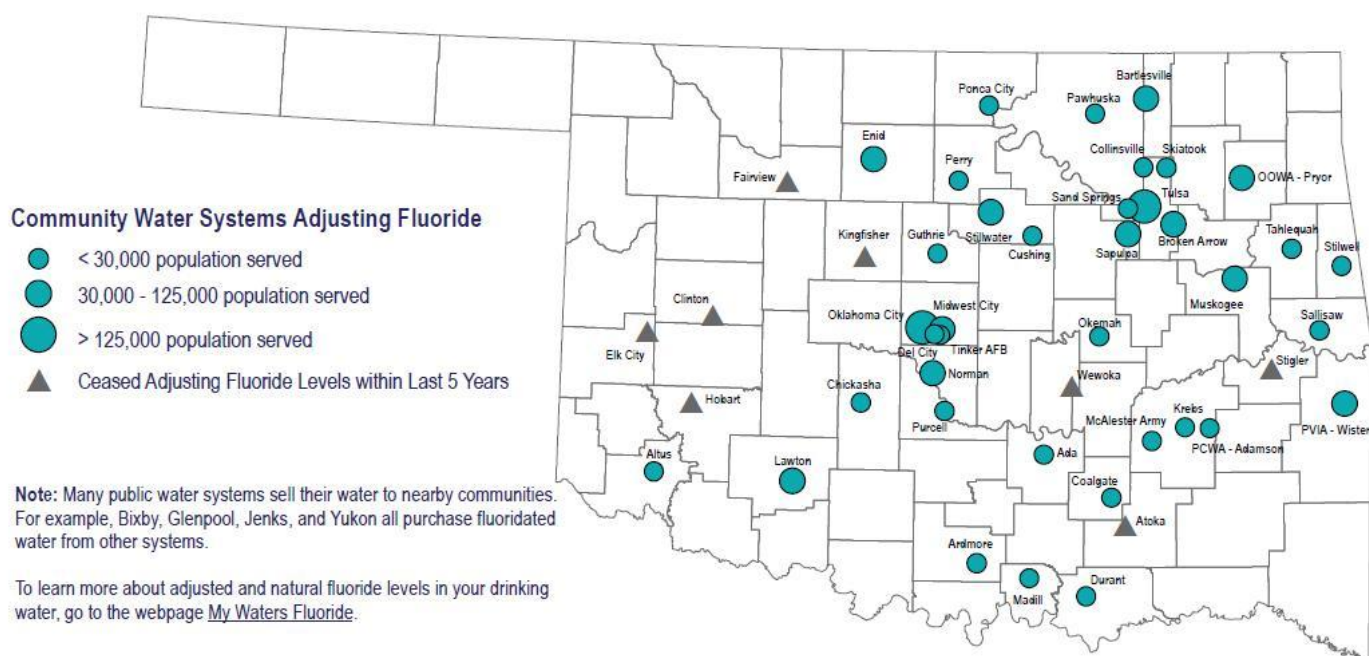 Ponca City
Bartlesville
Pawhuska
Enid
Collinsville
Skiatook
Perry
Fairview
OOWA - Pryor
Community Water Systems Adjusting Fluoride
Sand Springs
Tulsa
< 30,000 population served
Kingfisher
Guthrie
Stillwater
Cushing
Sapulpa
Broken Arrow
Tahlequah
Stilwell
30,000 - 125,000 population served
Clinton
Oklahoma City
Midwest City
Muskogee
> 125,000 population served
Elk City
Del City
Tinker AFB
Okemah
Sallisaw
Ceased Adjusting Fluoride Levels within Last 5 Years
Hobart
Chickasha
Norman
Wewoka
Stigler
Purcell
McAlester Army
Krebs
PCWA - Adamson
PVIA - Wister
Altus
Lawton
Ada
Coalgate
Atoka
Note: Many public water systems sell their water to nearby communities.
For example, Bixby, Glenpool, Jenks, and Yukon all purchase fluoridated
water from other systems.
Ardmore
Madill
Durant
To learn more about adjusted and natural fluoride levels in your drinking
water, go to the webpage My Waters Fluoride.